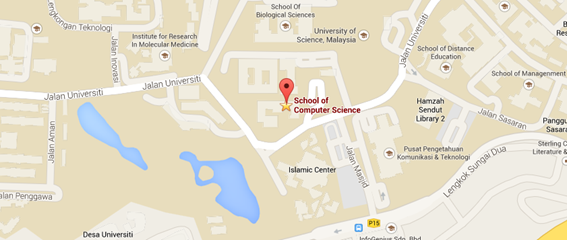 School Of
Biological Sciences
Lengkongan Teknologi
Institute for Research
In Molecular Medicine
University of
Science, Malaysia
Jalan Universiti
School of Distance
Education
School of Management
Jalan Inovasi
Jalan Universiti
School of
Computer Science
Hamzah
Sendut
Library 2
Jalan Sasaran
Panggu
Sasara
Jalan Aman
Pusat Pengetahuan
Komunikasi & Teknologi
Sterling C
Literature &
Islamic Center
Jalan Masjid
Lengkok Sungai Dua
Jalan Penggawa
P15
Desa Universiti
InfoGenius Sdn. Bhd